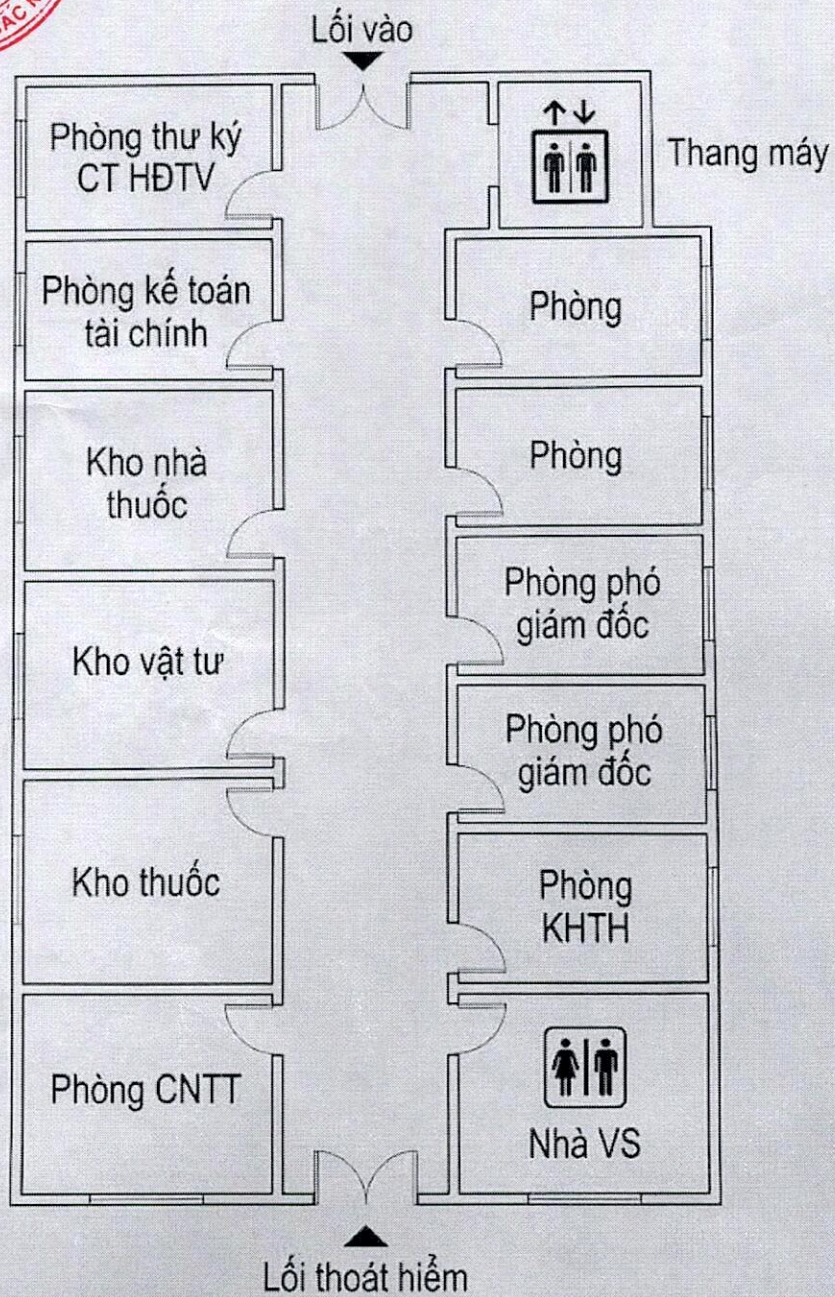 Lối vào
Phòng thư ký
CT HĐTV
Thang máy
Phòng kế toán
tài chính
Phòng
Kho nhà
thuốc
Phòng
Phòng phó
giám đốc
Kho vật tư
Phòng phó
giám đốc
Kho thuốc
Phòng
KHTH
Phòng CNTT
Nhà VS
Lối thoát hiểm